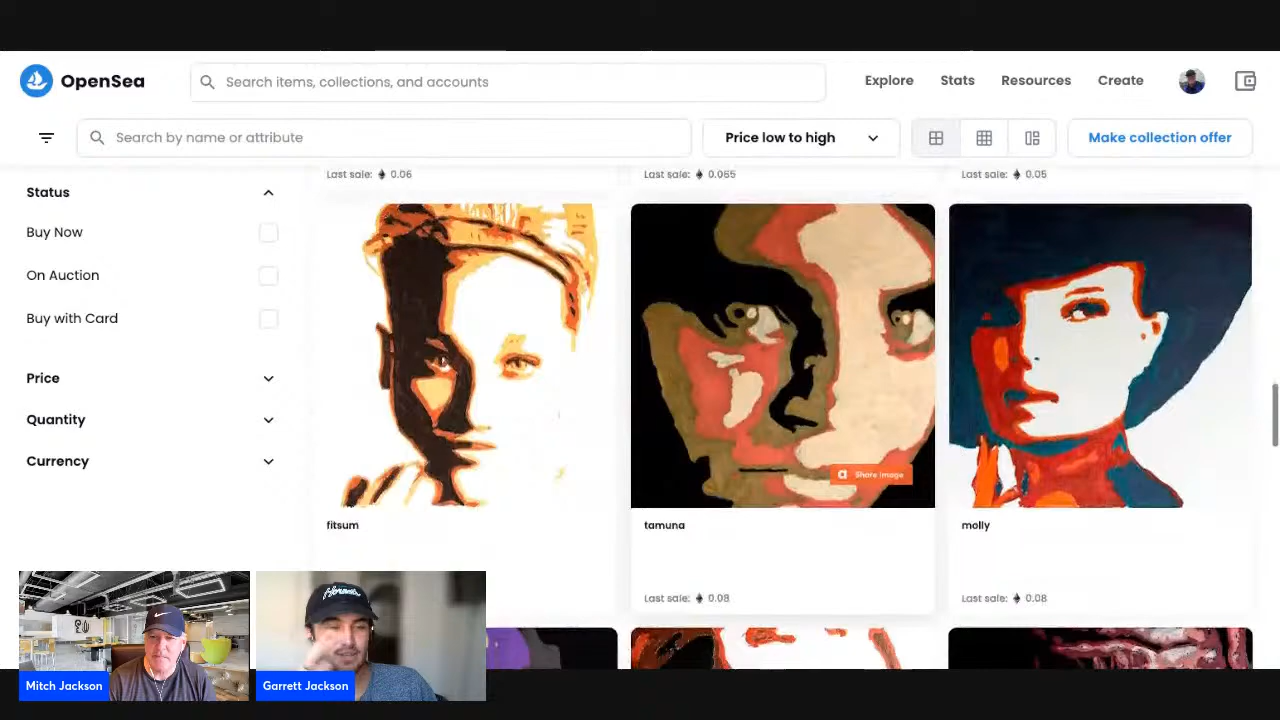 OpenSea
Search items, collections, and accounts
Explore
Stats
Resources
Create
Search by name or attribute
Price low to high
Make collection offer
Status
Buy Now
On Auction
Buy with Card
Price
Quantity
Currency
Last sale: 0.06
Last sale: 0.065
Last sale: 0.05
Share Image
fitsum
tamuna
molly
Last sale: 0.08
Last sale: 0.08
Mitch Jackson
Garrett Jackson